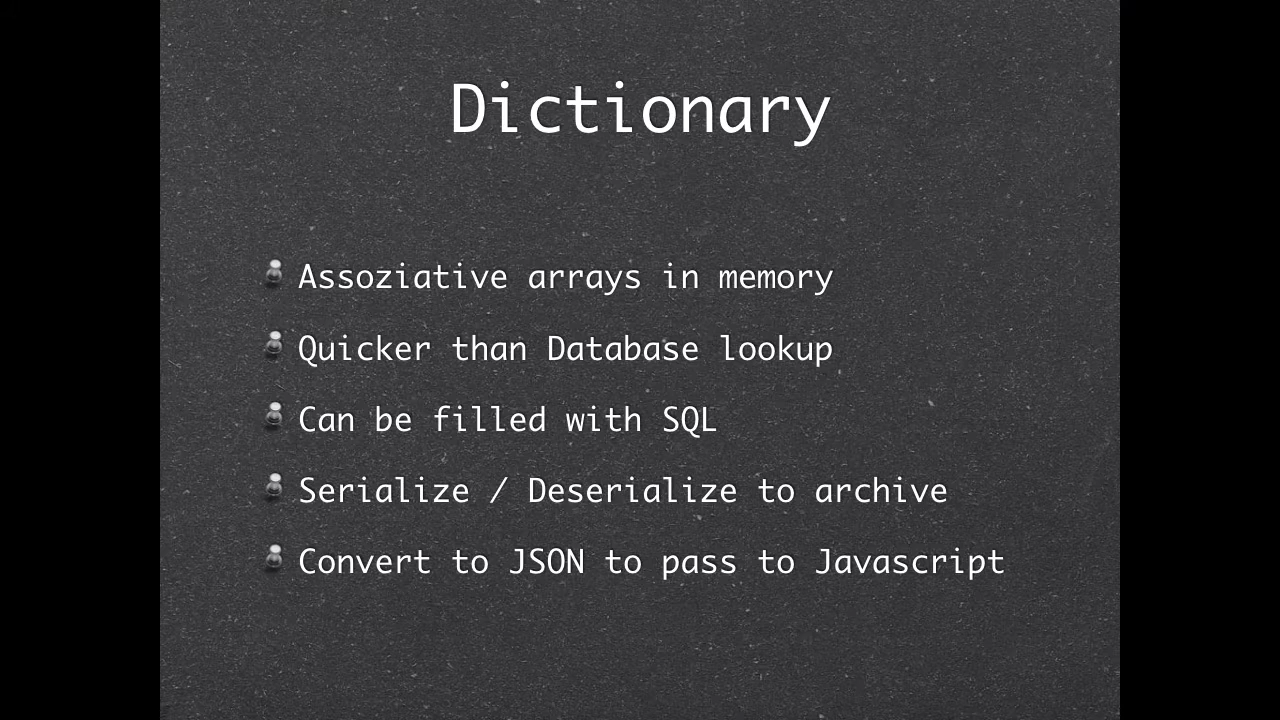 Dictionary
Assoziative arrays in memory
Quicker than Database lookup
Can be filled with SQL
Serialize / Deserialize to archive
Convert to JSON to pass to Javascript